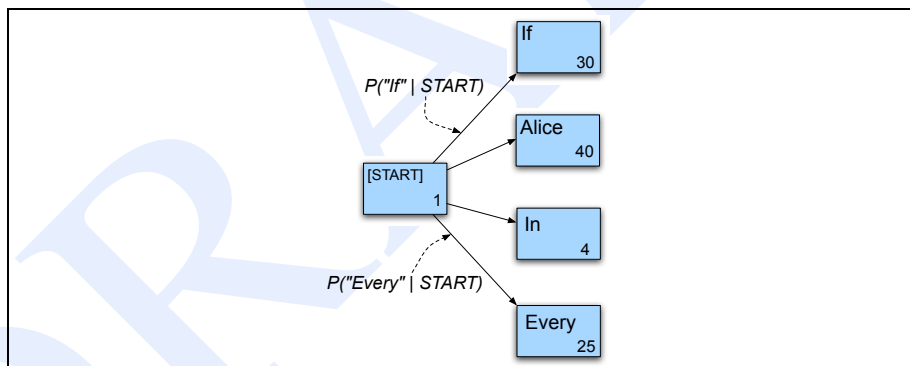 If
30
P("If" | START)
Alice
40
[START]
1
In
4
P("Every" | START)
Every
25